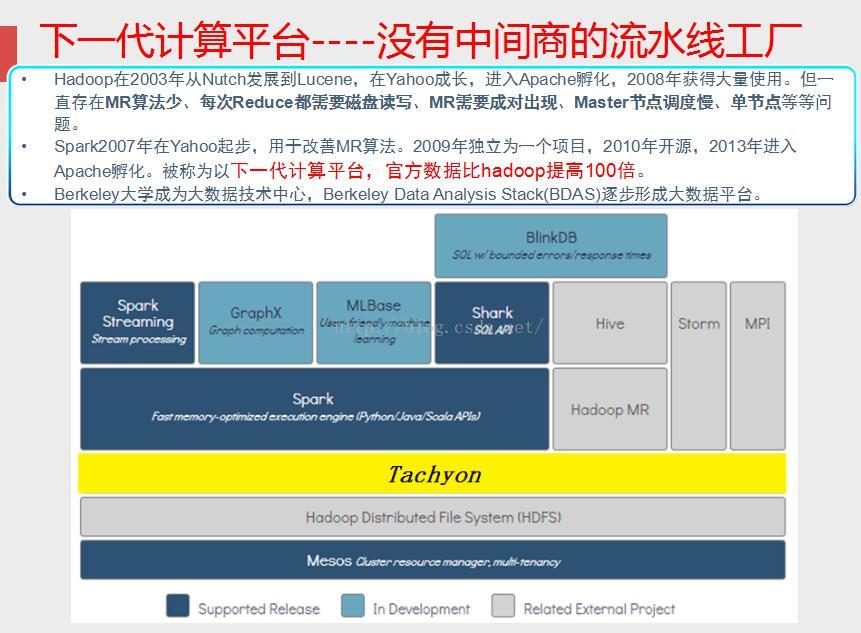 下一代计算平台----没有中间商的流水线工厂
• Hadoop在2003年从Nutch发展到Lucene，在Yahoo成长，进入Apache孵化，2008年获得大量使用。但一
直存在MR算法少、每次Reduce都需要磁盘读写、MR需要成对出现、Master节点调度慢、单节点等等问
题。
• Spark2007年在Yahoo起步，用于改善MR算法。2009年独立为一个项目，2010年开源，2013年进入
Apache孵化。被称为以下一代计算平台，官方数据比hadoop提高100倍。
• Berkeley大学成为大数据技术中心，Berkeley Data Analysis Stack(BDAS)逐步形成大数据平台。
BlinkDB
SQL w/ bounded errors/response times
Spark
Streaming
Stream processing
GraphX
Graph computation
MLBase
User-friendly machine
learning
Shark
SQL API
Hive
Storm
MPI
http://blog.csdn.net/
Spark
Fast memory-optimized execution engine (Python/Java/Scala APIs)
Hadoop MR
Tachyon
Hadoop Distributed File System (HDFS)
Mesos Cluster resource manager, multi-tenancy
Supported Release
In Development
Related External Project